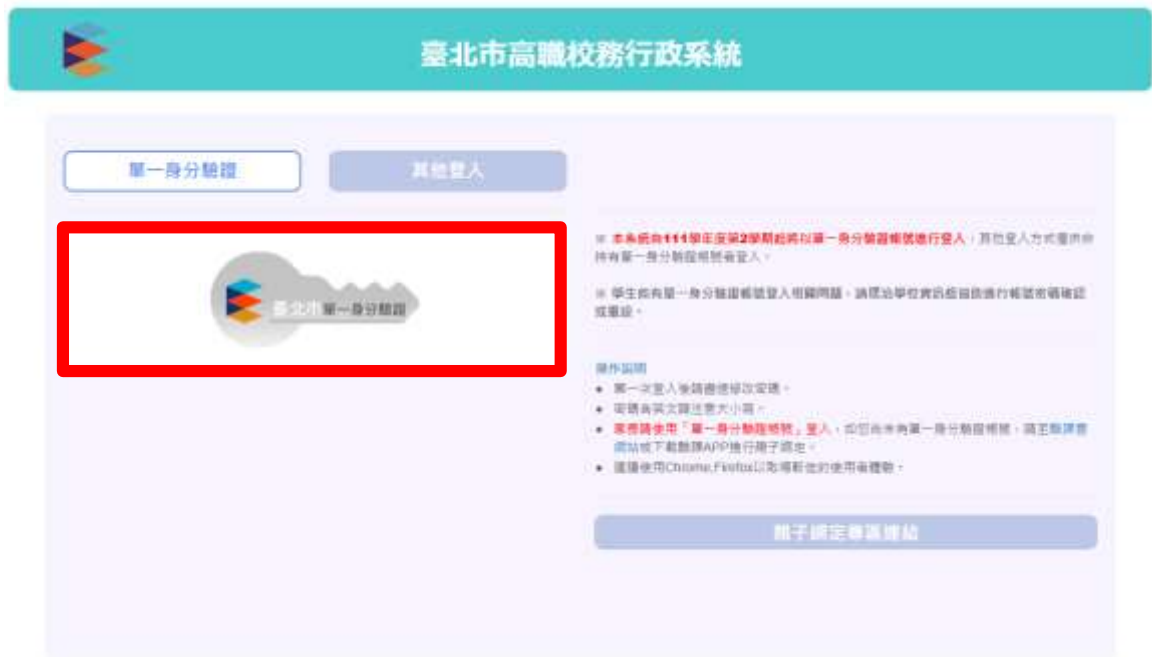 臺北市高職校務行政系統
單一身分驗證
其他登入
臺北市 單一身分驗證
※ 本系統自111學年度第2學期起將以單一身分驗證帳號進行登入，其他登入方式僅供
持有單一身分驗證帳號者登入。
※ 學生如有單一身分驗證帳號登入相關問題，請逕洽學校資訊組協助進行帳號密碼確認
或重設。
操作說明
● 第一次登入後請儘速修改密碼。
● 密碼為英文請注意大小寫。
● 家長請使用「單一身分驗證帳號」登入，如您尚未有單一身分驗證帳號，請至酷課雲
網站或下載酷課APP進行親子綁定。
● 建議使用Chrome,Firefox以取得較佳的使用者體驗。
親子綁定專區連結